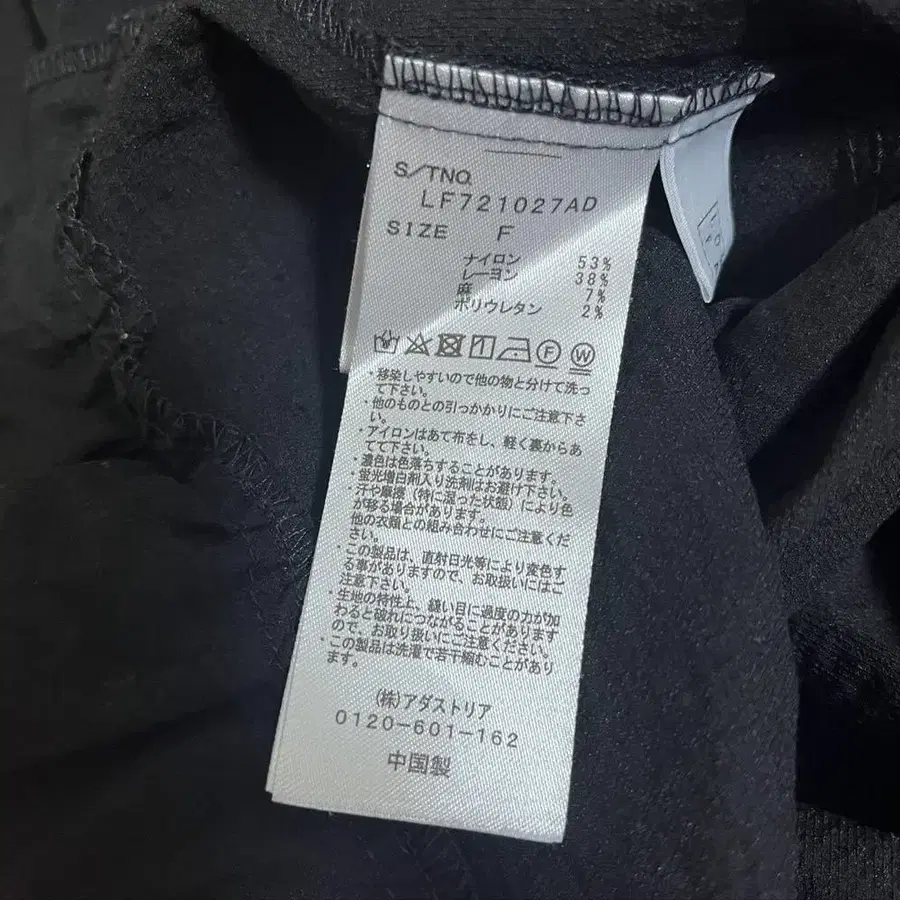 S/TNO.
LF721027AD
SIZE F
ナイロン 53%
レーヨン 38%
麻 7%
ポリウレタン 2%
F W
・移染しやすいので他の物と分けて洗っ
て下さい。
・他のものとの引っかかりにご注意下さ
い。
・アイロンはあて布をし、軽く裏からあ
てて下さい。
・濃色は色落ちすることがあります。
・蛍光増白剤入り洗剤はお避け下さい。
・汗や摩擦（特に湿った状態）により色
が移る場合があります。
他の衣類との組み合わせにご注意くださ
い。
・この製品は、直射日光等により変色す
る事がありますので、お取扱いにはご
注意下さい。
・生地の特性上、縫い目に過度の力が加
わると破れにつながることがあります
ので、お取り扱いにご注意ください。
・この製品は洗濯で若干縮むことがあり
ます。
(株)アダストリア
0120-601-162
中国製